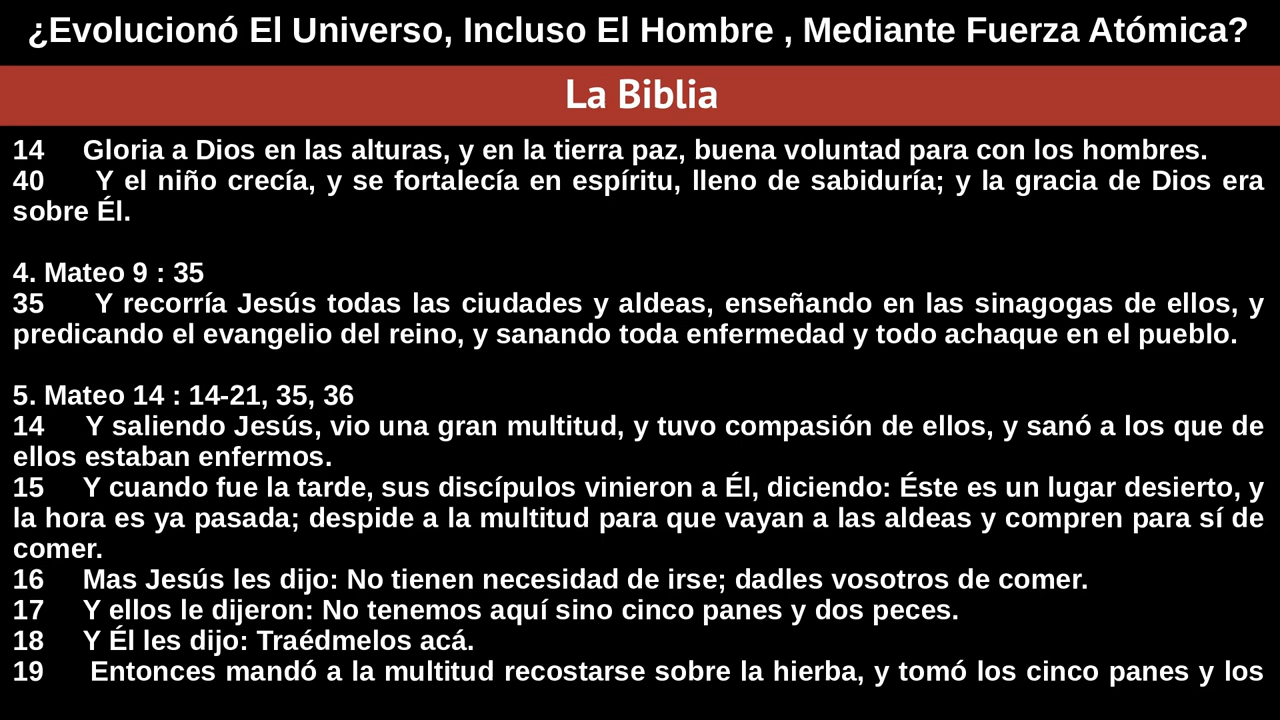 ¿Evolucionó El Universo, Incluso El Hombre , Mediante Fuerza Atómica?
La Biblia
14 Gloria a Dios en las alturas, y en la tierra paz, buena voluntad para con los hombres.
40 Y el niño crecía, y se fortalecía en espíritu, lleno de sabiduría; y la gracia de Dios era
sobre Él.
4. Mateo 9 : 35
35 Y recorría Jesús todas las ciudades y aldeas, enseñando en las sinagogas de ellos, y
predicando el evangelio del reino, y sanando toda enfermedad y todo achaque en el pueblo.
5. Mateo 14 : 14-21, 35, 36
14 Y saliendo Jesús, vio una gran multitud, y tuvo compasión de ellos, y sanó a los que de
ellos estaban enfermos.
15 Y cuando fue la tarde, sus discípulos vinieron a Él, diciendo: Éste es un lugar desierto, y
la hora es ya pasada; despide a la multitud para que vayan a las aldeas y compren para sí de
comer.
16 Mas Jesús les dijo: No tienen necesidad de irse; dadles vosotros de comer.
17 Y ellos le dijeron: No tenemos aquí sino cinco panes y dos peces.
18 Y Él les dijo: Traédmelos acá.
19 Entonces mandó a la multitud recostarse sobre la hierba, y tomó los cinco panes y los